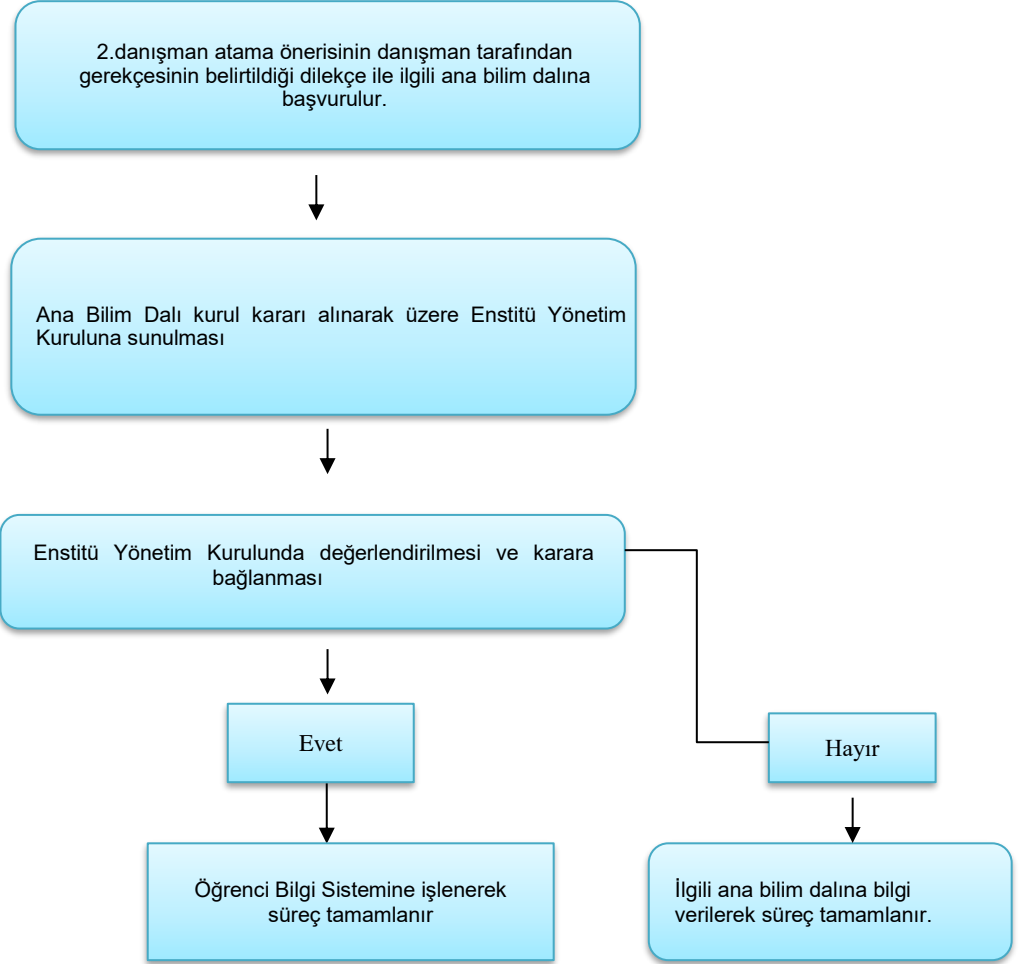 2.danışman atama önerisinin danışman tarafından
gerekçesinin belirtildiği dilekçe ile ilgili ana bilim dalına
başvurulur.
Ana Bilim Dalı kurul kararı alınarak üzere Enstitü Yönetim
Kuruluna sunulması
Enstitü Yönetim Kurulunda değerlendirilmesi ve karara
bağlanması
Evet
Hayır
Öğrenci Bilgi Sistemine işlenerek
süreç tamamlanır
İlgili ana bilim dalına bilgi
verilerek süreç tamamlanır.